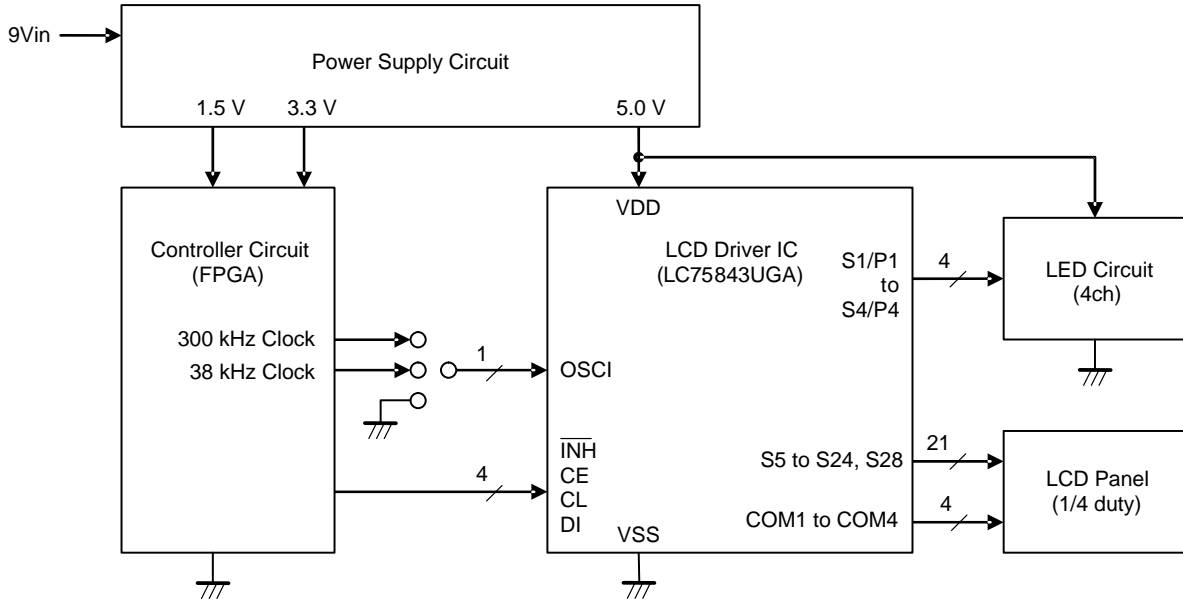 9Vin
Power Supply Circuit
1.5 V
3.3 V
5.0 V
Controller Circuit
(FPGA)
300 kHz Clock
38 kHz Clock
1
4
VDD
LCD Driver IC
(LC75843UGA)
OSCI
INH
CE
CL
DI
VSS
S1/P1
to
S4/P4
4
S5 to S24, S28
21
COM1 to COM4
4
LED Circuit
(4ch)
LCD Panel
(1/4 duty)